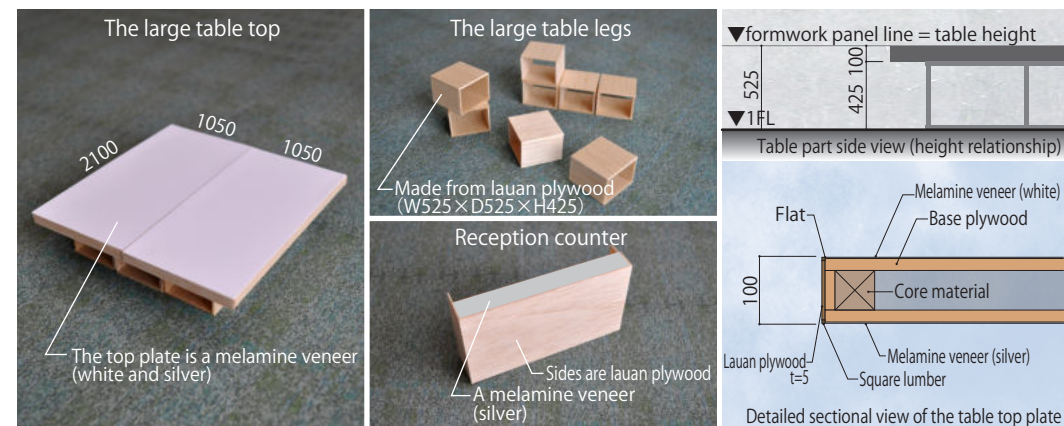 The large table top
2100
1050
1050
The top plate is a melamine veneer
(white and silver)
The large table legs
Made from lauan plywood
(W525×D525×H425)
Reception counter
Sides are lauan plywood
A melamine veneer
(silver)
▼formwork panel line = table height
525
425
100
▼1FL
Table part side view (height relationship)
Melamine veneer (white)
Flat
Base plywood
100
Core material
Lauan plywood
t=5
Melamine veneer (silver)
Square lumber
Detailed sectional view of the table top plate